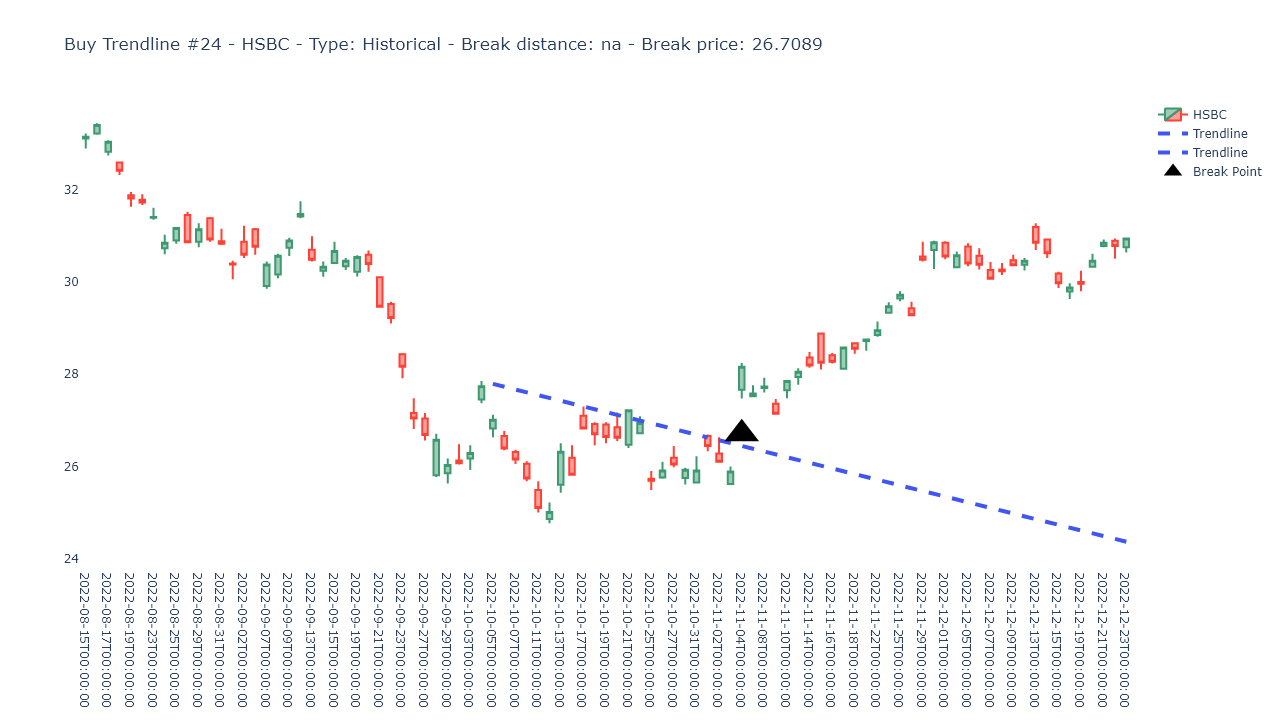 Buy Trendline #24 - HSBC - Type: Historical - Break distance: na - Break price: 26.7089
HSBC
Trendline
Trendline
Break Point
32
30
28
26
24
2022-08-15T00:00:00
2022-08-17T00:00:00
2022-08-19T00:00:00
2022-08-23T00:00:00
2022-08-25T00:00:00
2022-08-29T00:00:00
2022-08-31T00:00:00
2022-09-02T00:00:00
2022-09-07T00:00:00
2022-09-09T00:00:00
2022-09-13T00:00:00
2022-09-15T00:00:00
2022-09-19T00:00:00
2022-09-21T00:00:00
2022-09-23T00:00:00
2022-09-27T00:00:00
2022-09-29T00:00:00
2022-10-03T00:00:00
2022-10-05T00:00:00
2022-10-07T00:00:00
2022-10-11T00:00:00
2022-10-13T00:00:00
2022-10-17T00:00:00
2022-10-19T00:00:00
2022-10-21T00:00:00
2022-10-25T00:00:00
2022-10-27T00:00:00
2022-10-31T00:00:00
2022-11-02T00:00:00
2022-11-04T00:00:00
2022-11-08T00:00:00
2022-11-10T00:00:00
2022-11-14T00:00:00
2022-11-16T00:00:00
2022-11-18T00:00:00
2022-11-22T00:00:00
2022-11-25T00:00:00
2022-11-29T00:00:00
2022-12-01T00:00:00
2022-12-05T00:00:00
2022-12-07T00:00:00
2022-12-09T00:00:00
2022-12-13T00:00:00
2022-12-15T00:00:00
2022-12-19T00:00:00
2022-12-21T00:00:00
2022-12-23T00:00:00